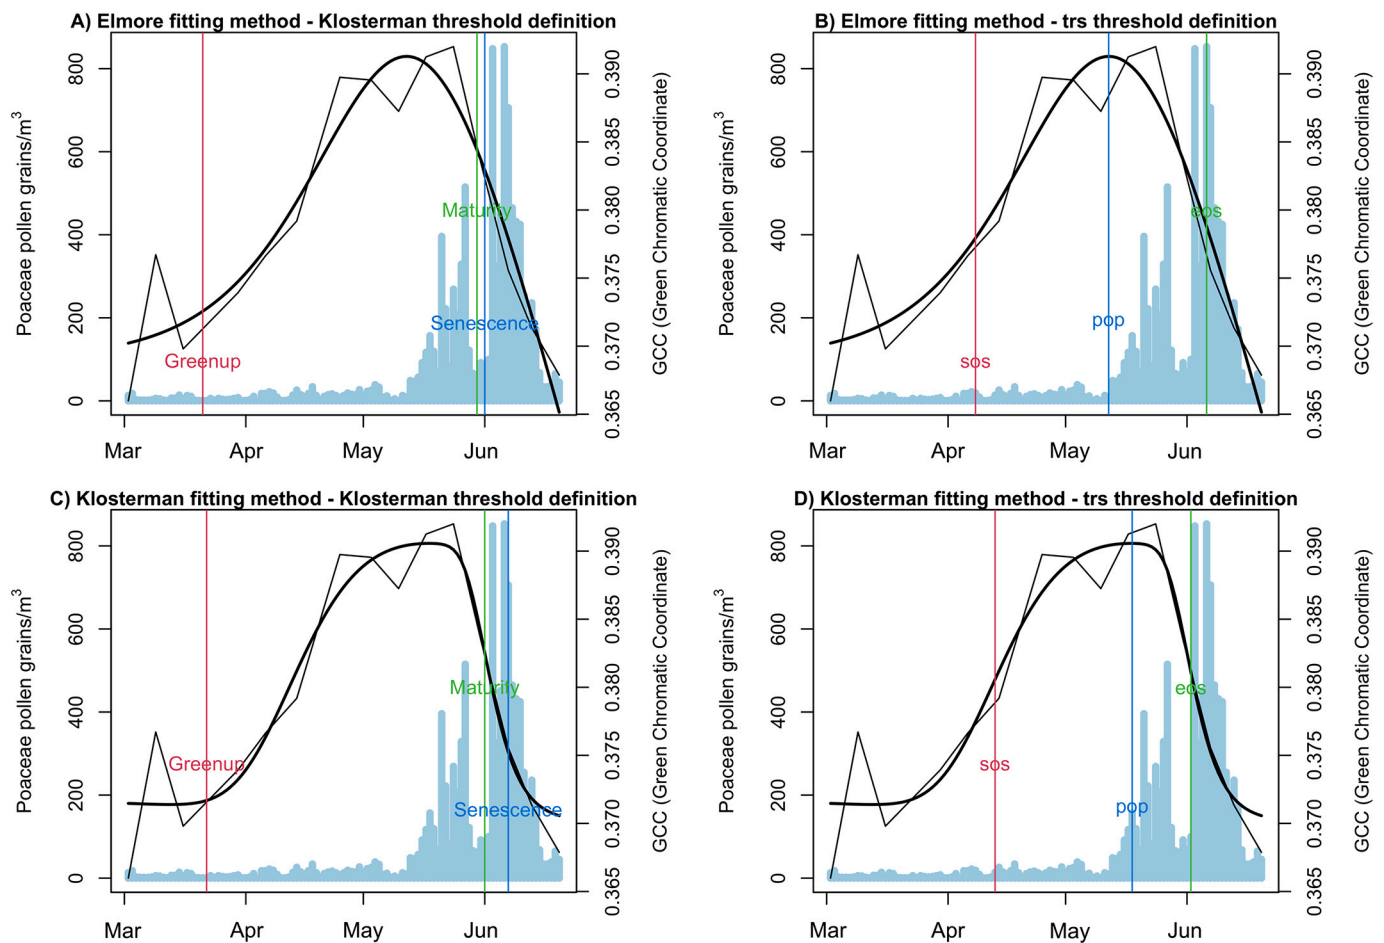 A) Elmore fitting method - Klosterman threshold definition
Poaceae pollen grains/m³
800
600
400
200
0
Greenup
Maturity
Senescence
0.390
0.385
0.380
0.375
0.370
0.365
GCC (Green Chromatic Coordinate)
Mar Apr May Jun
B) Elmore fitting method - trs threshold definition
Poaceae pollen grains/m³
800
600
400
200
0
sos
pop
eos
0.390
0.385
0.380
0.375
0.370
0.365
GCC (Green Chromatic Coordinate)
Mar Apr May Jun
C) Klosterman fitting method - Klosterman threshold definition
Poaceae pollen grains/m³
800
600
400
200
0
Greenup
Maturity
Senescence
0.390
0.385
0.380
0.375
0.370
0.365
GCC (Green Chromatic Coordinate)
Mar Apr May Jun
D) Klosterman fitting method - trs threshold definition
Poaceae pollen grains/m³
800
600
400
200
0
sos
pop
eos
0.390
0.385
0.380
0.375
0.370
0.365
GCC (Green Chromatic Coordinate)
Mar Apr May Jun